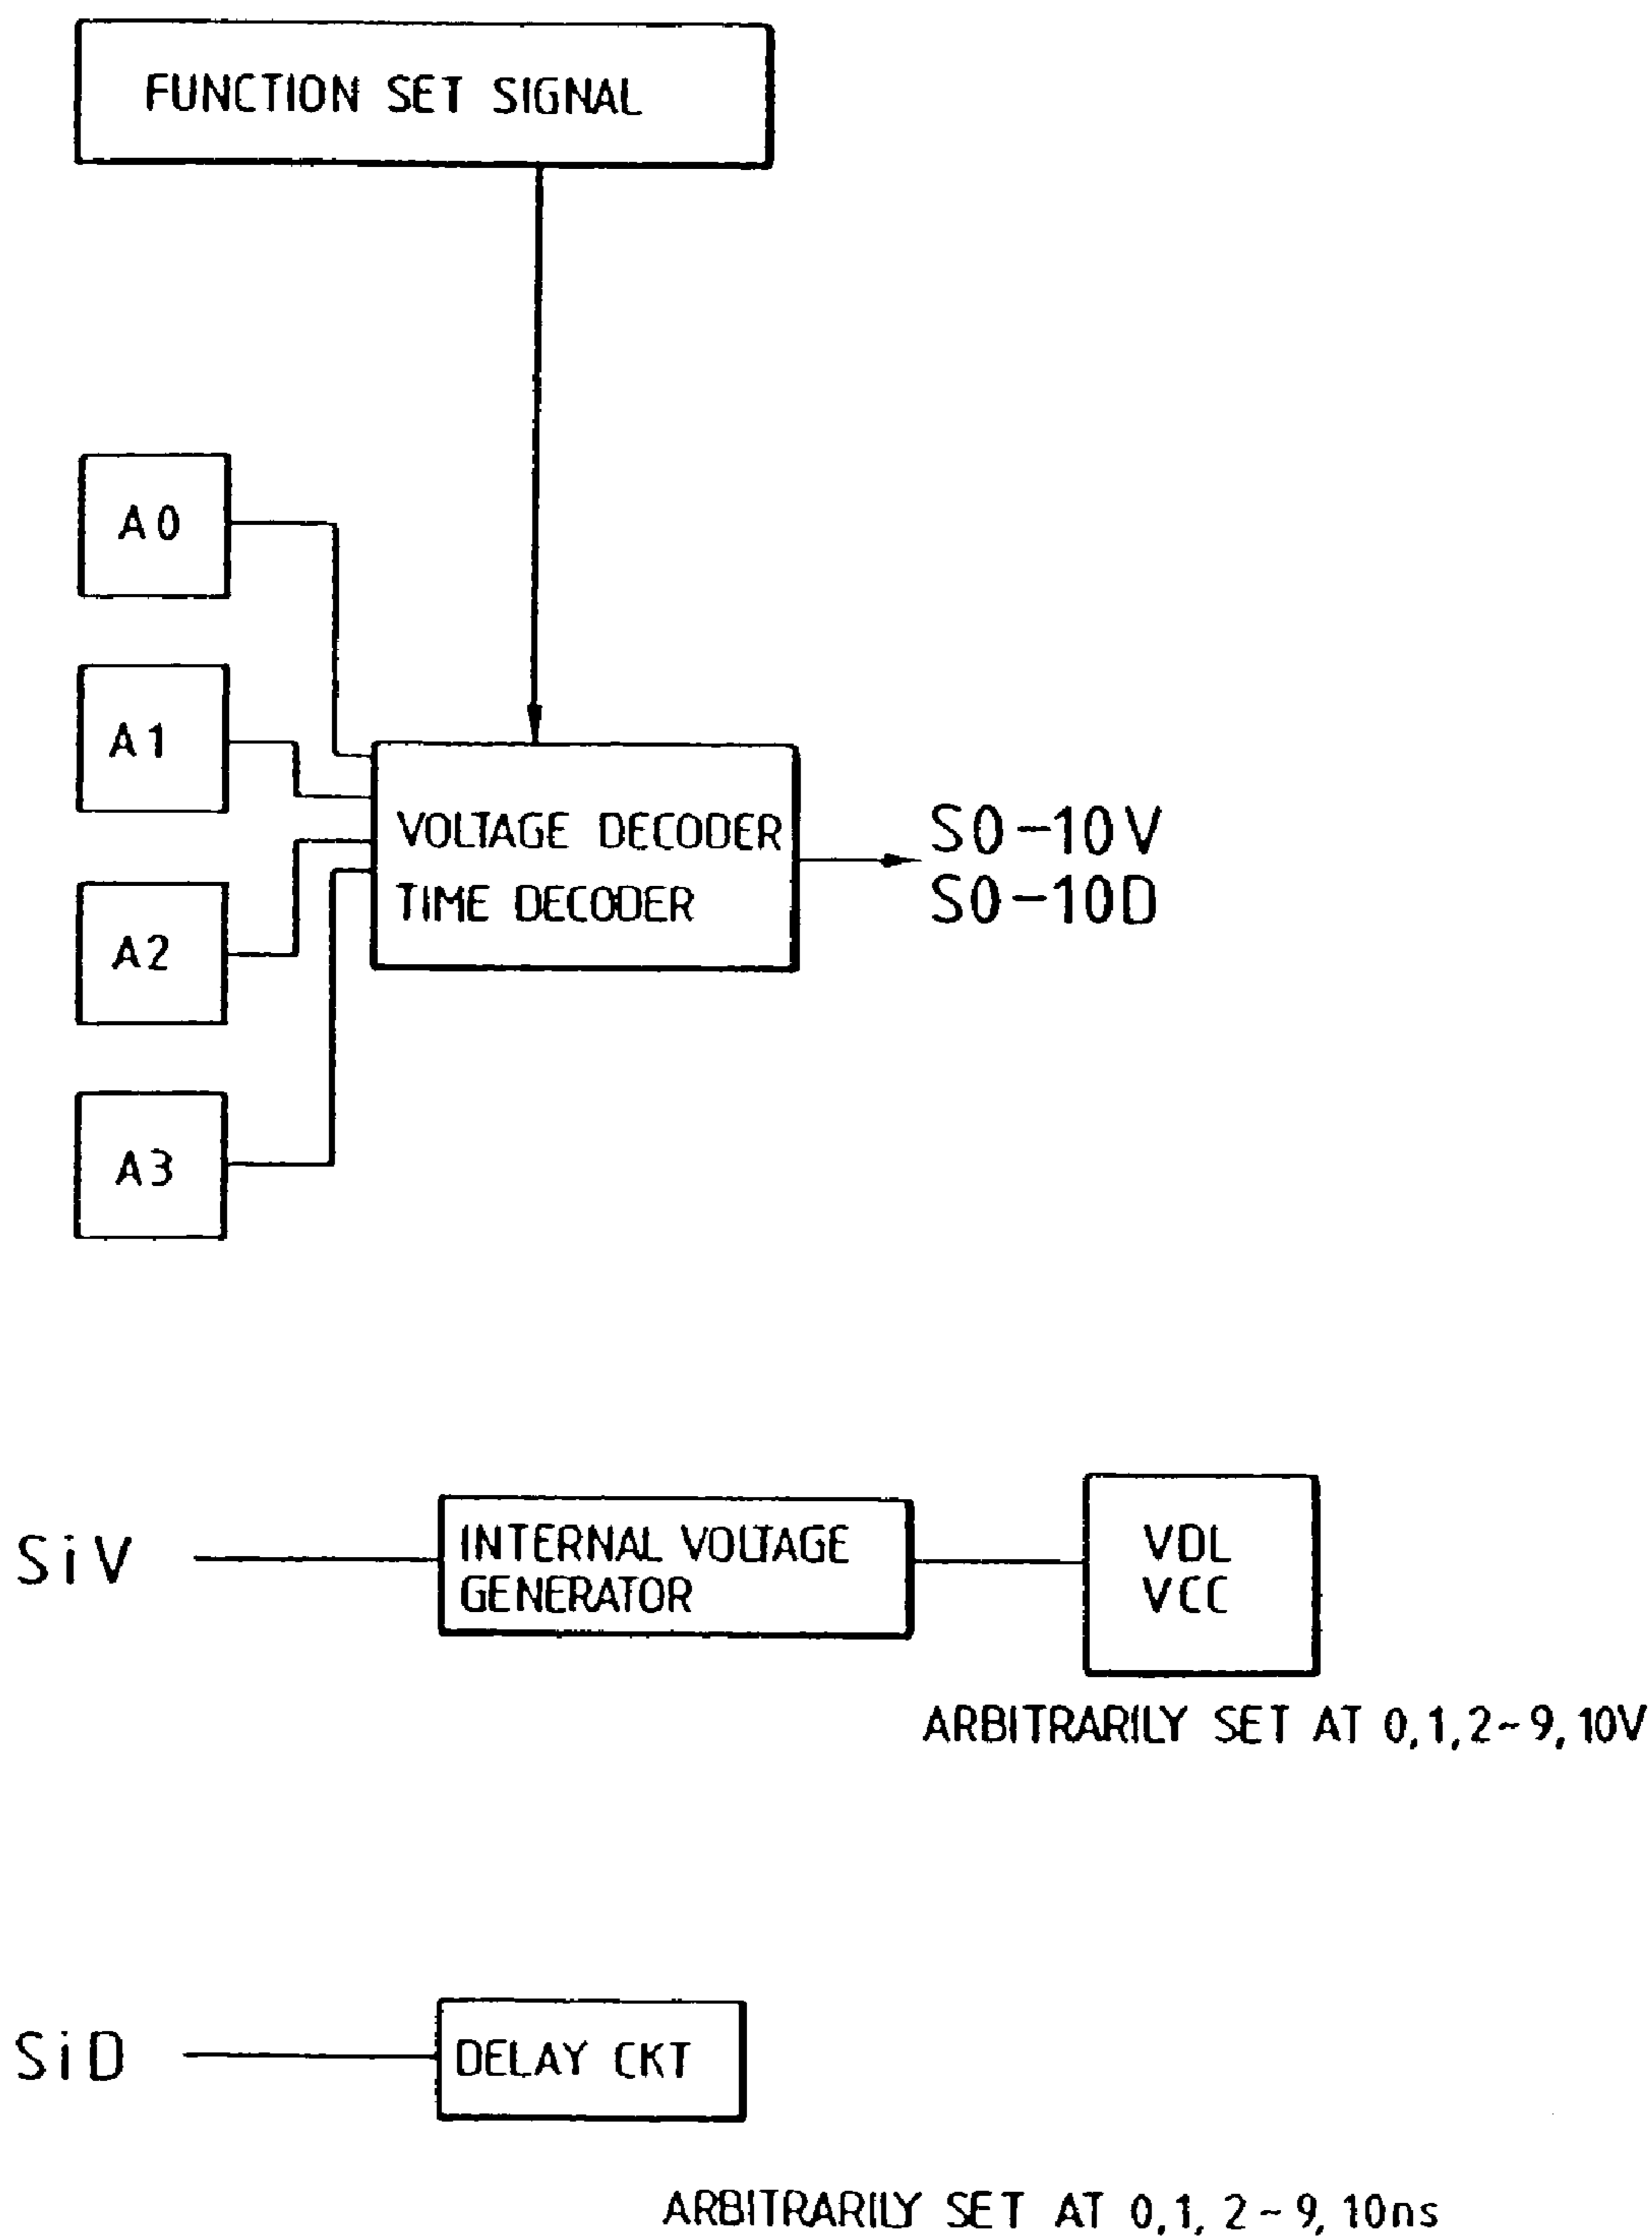 FUNCTION SET SIGNAL
A0
A1
A2
A3
VOLTAGE DECODER
TIME DECODER
S0-10V
S0-10D
SiV
INTERNAL VOLTAGE
GENERATOR
VDL
VCC
ARBITRARILY SET AT 0,1,2~9,10V
SiD
DELAY CKT
ARBITRARILY SET AT 0,1,2~9,10ns